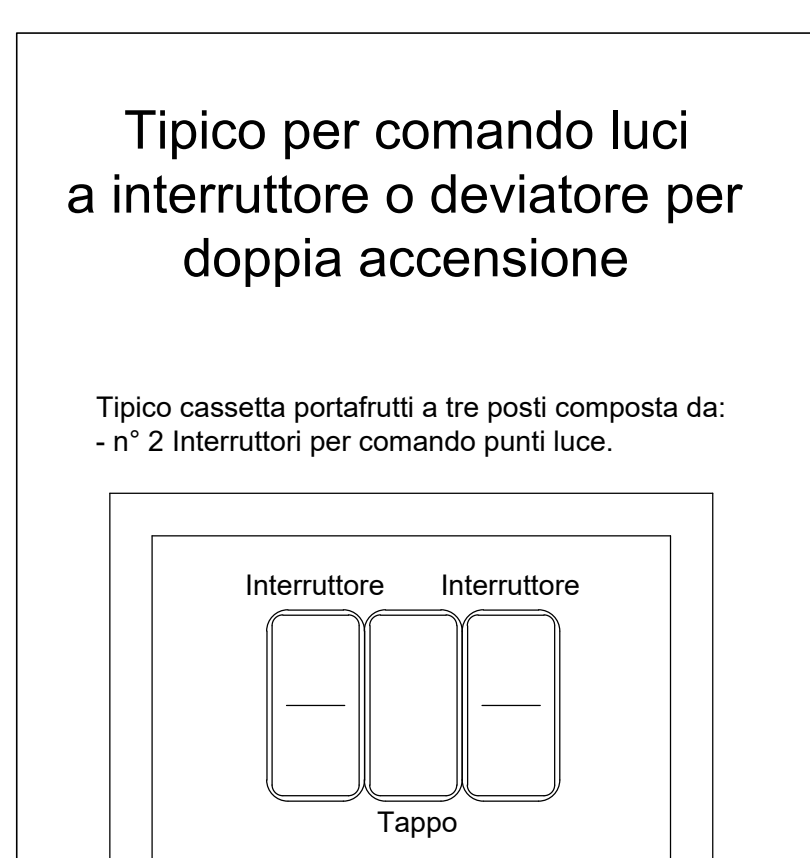 Tipico per comando luci
a interruttore o deviatore per
doppia accensione
Tipico cassetta portafrutti a tre posti composta da:
- n° 2 Interruttori per comando punti luce.
Interruttore Interruttore
Tappo